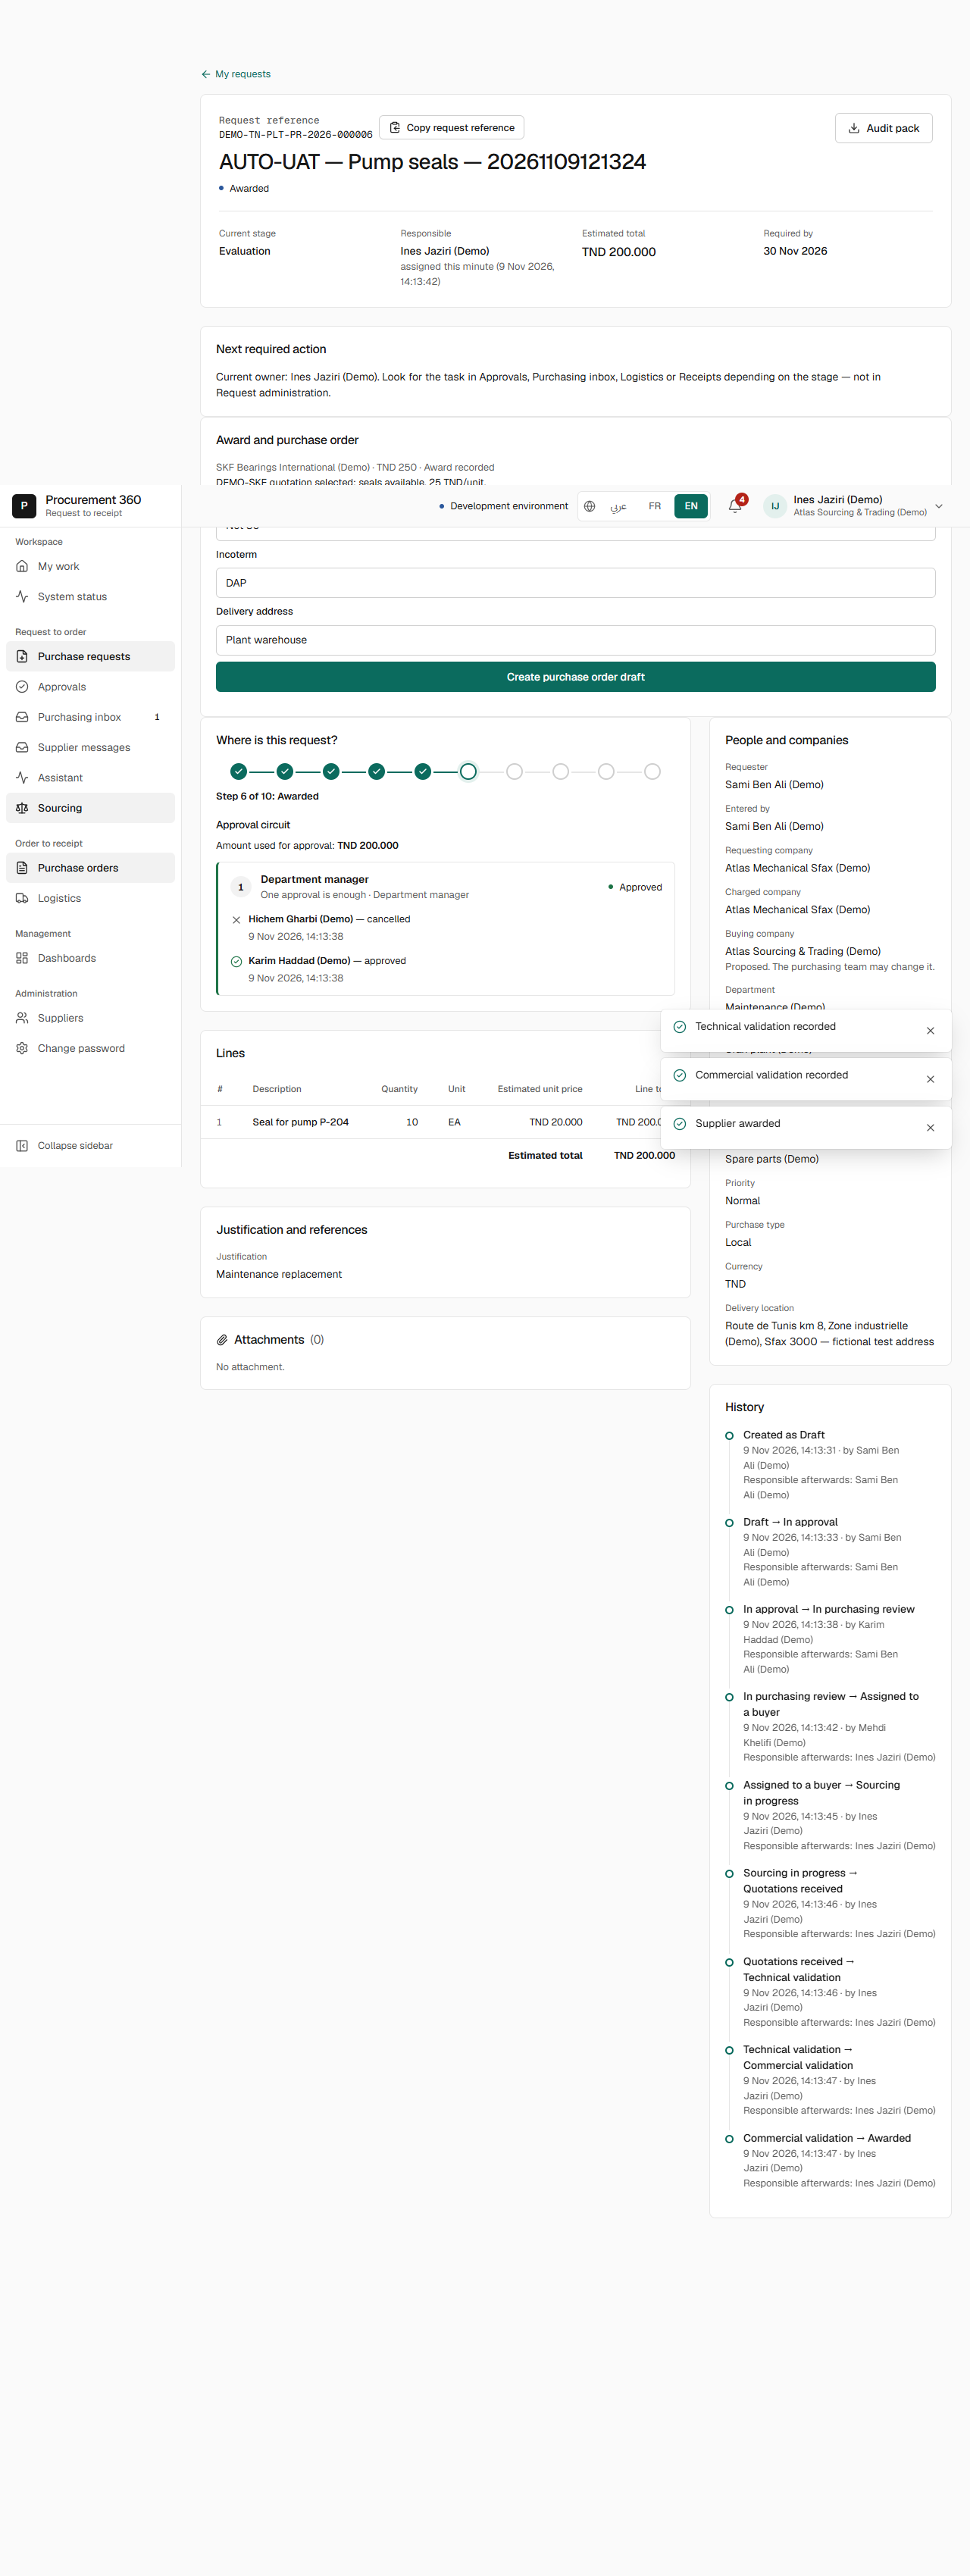 My requests
Request reference
DEMO-TN-PLT-PR-2026-000006
Copy request reference
Audit pack
AUTO-UAT — Pump seals — 20261109121324
Awarded
Current stage
Evaluation
Responsible
Ines Jaziri (Demo)
assigned this minute (9 Nov 2026,
14:13:42)
Estimated total
TND 200.000
Required by
30 Nov 2026
Next required action
Current owner: Ines Jaziri (Demo). Look for the task in Approvals, Purchasing inbox, Logistics or Receipts depending on the stage — not in
Request administration.
Award and purchase order
SKF Bearings International (Demo) · TND 250 · Award recorded
DEMO-SKF quotation selected: seals available, 25 TND/unit.
P
Procurement 360
Request to receipt
Development environment
عربي
FR
EN
4
IJ
Ines Jaziri (Demo)
Atlas Sourcing & Trading (Demo)
Workspace
My work
System status
Request to order
Purchase requests
Approvals
Purchasing inbox
1
Supplier messages
Assistant
Sourcing
Order to receipt
Purchase orders
Logistics
Management
Dashboards
Administration
Suppliers
Change password
Collapse sidebar
Incoterm
DAP
Delivery address
Plant warehouse
Create purchase order draft
Where is this request?
Step 6 of 10: Awarded
Approval circuit
Amount used for approval: TND 200.000
1
Department manager
One approval is enough · Department manager
Approved
Hichem Gharbi (Demo) — cancelled
9 Nov 2026, 14:13:38
Karim Haddad (Demo) — approved
9 Nov 2026, 14:13:38
Lines
# Description Quantity Unit Estimated unit price Line
1 Seal for pump P-204 10 EA TND 20.000 TND 200.0
Estimated total TND 200.000
Justification and references
Justification
Maintenance replacement
Attachments (0)
No attachment.
People and companies
Requester
Sami Ben Ali (Demo)
Entered by
Sami Ben Ali (Demo)
Requesting company
Atlas Mechanical Sfax (Demo)
Charged company
Atlas Mechanical Sfax (Demo)
Buying company
Atlas Sourcing & Trading (Demo)
Proposed. The purchasing team may change it.
Department
Maintenance (Demo)
Technical validation recorded
Commercial validation recorded
Supplier awarded
Spare parts (Demo)
Priority
Normal
Purchase type
Local
Currency
TND
Delivery location
Route de Tunis km 8, Zone industrielle
(Demo), Sfax 3000 — fictional test address
History
Created as Draft
9 Nov 2026, 14:13:31 · by Sami Ben
Ali (Demo)
Responsible afterwards: Sami Ben
Ali (Demo)
Draft → In approval
9 Nov 2026, 14:13:33 · by Sami Ben
Ali (Demo)
Responsible afterwards: Sami Ben
Ali (Demo)
In approval → In purchasing review
9 Nov 2026, 14:13:38 · by Karim
Haddad (Demo)
Responsible afterwards: Sami Ben
Ali (Demo)
In purchasing review → Assigned to
a buyer
9 Nov 2026, 14:13:42 · by Mehdi
Khelifi (Demo)
Responsible afterwards: Ines Jaziri (Demo)
Assigned to a buyer → Sourcing
in progress
9 Nov 2026, 14:13:45 · by Ines
Jaziri (Demo)
Responsible afterwards: Ines Jaziri (Demo)
Sourcing in progress →
Quotations received
9 Nov 2026, 14:13:46 · by Ines
Jaziri (Demo)
Responsible afterwards: Ines Jaziri (Demo)
Quotations received →
Technical validation
9 Nov 2026, 14:13:46 · by Ines
Jaziri (Demo)
Responsible afterwards: Ines Jaziri (Demo)
Technical validation →
Commercial validation
9 Nov 2026, 14:13:47 · by Ines
Jaziri (Demo)
Responsible afterwards: Ines Jaziri (Demo)
Commercial validation → Awarded
9 Nov 2026, 14:13:47 · by Ines
Jaziri (Demo)
Responsible afterwards: Ines Jaziri (Demo)